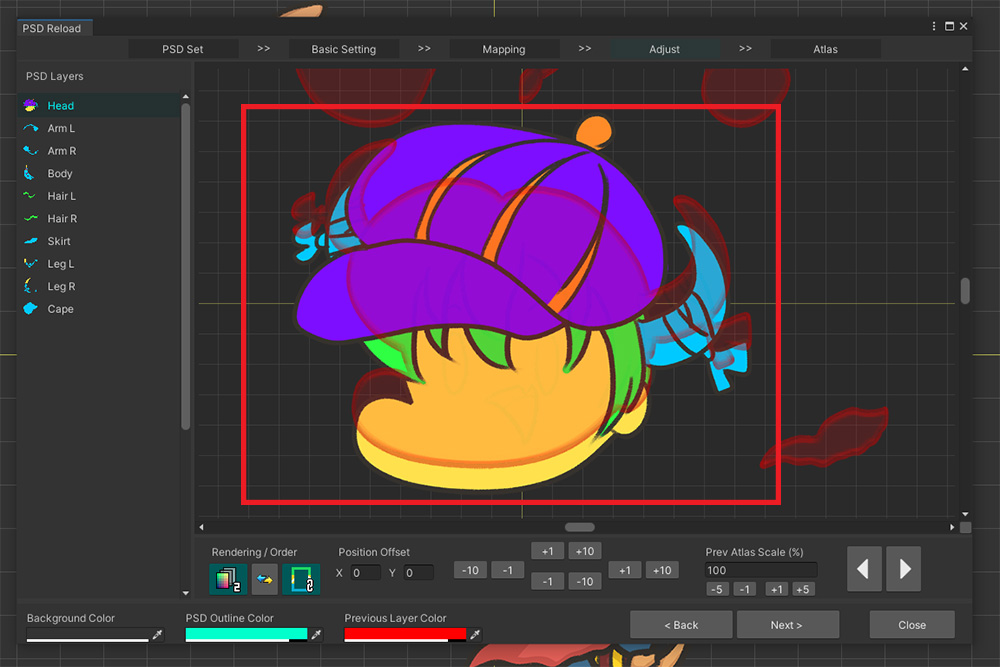 PSD Reload
PSD Set >> Basic Setting >> Mapping >> Adjust >> Atlas
PSD Layers
Head
Arm L
Arm R
Body
Hair L
Hair R
Skirt
Leg L
Leg R
Cape
Rendering / Order
2
Position Offset
X 0 Y 0
-10 -1
+1 +10
-1 -10
+1 +10
Prev Atlas Scale (%)
100
-5 -1 +1 +5
Background Color
PSD Outline Color
Previous Layer Color
< Back
Next >
Close